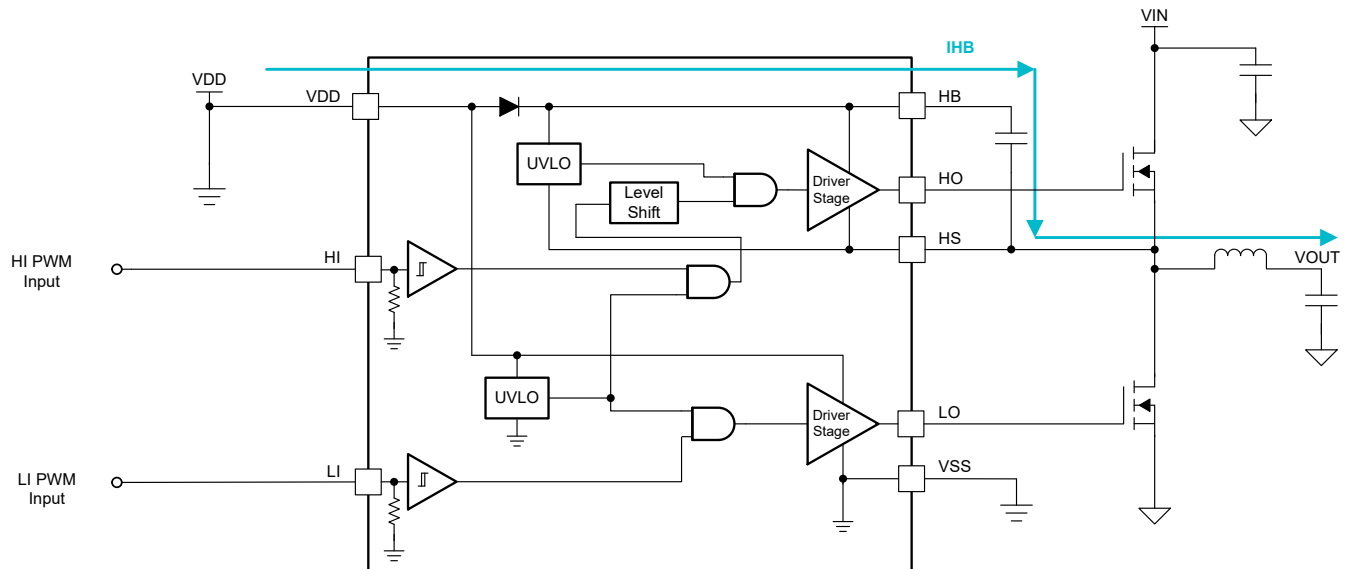 VIN
IHB
VDD
VDD
HB
UVLO
Driver
Stage
HO
Level
Shift
HS
VOUT
HI PWM
Input
HI
UVLO
Driver
Stage
LO
LI PWM
Input
LI
VSS